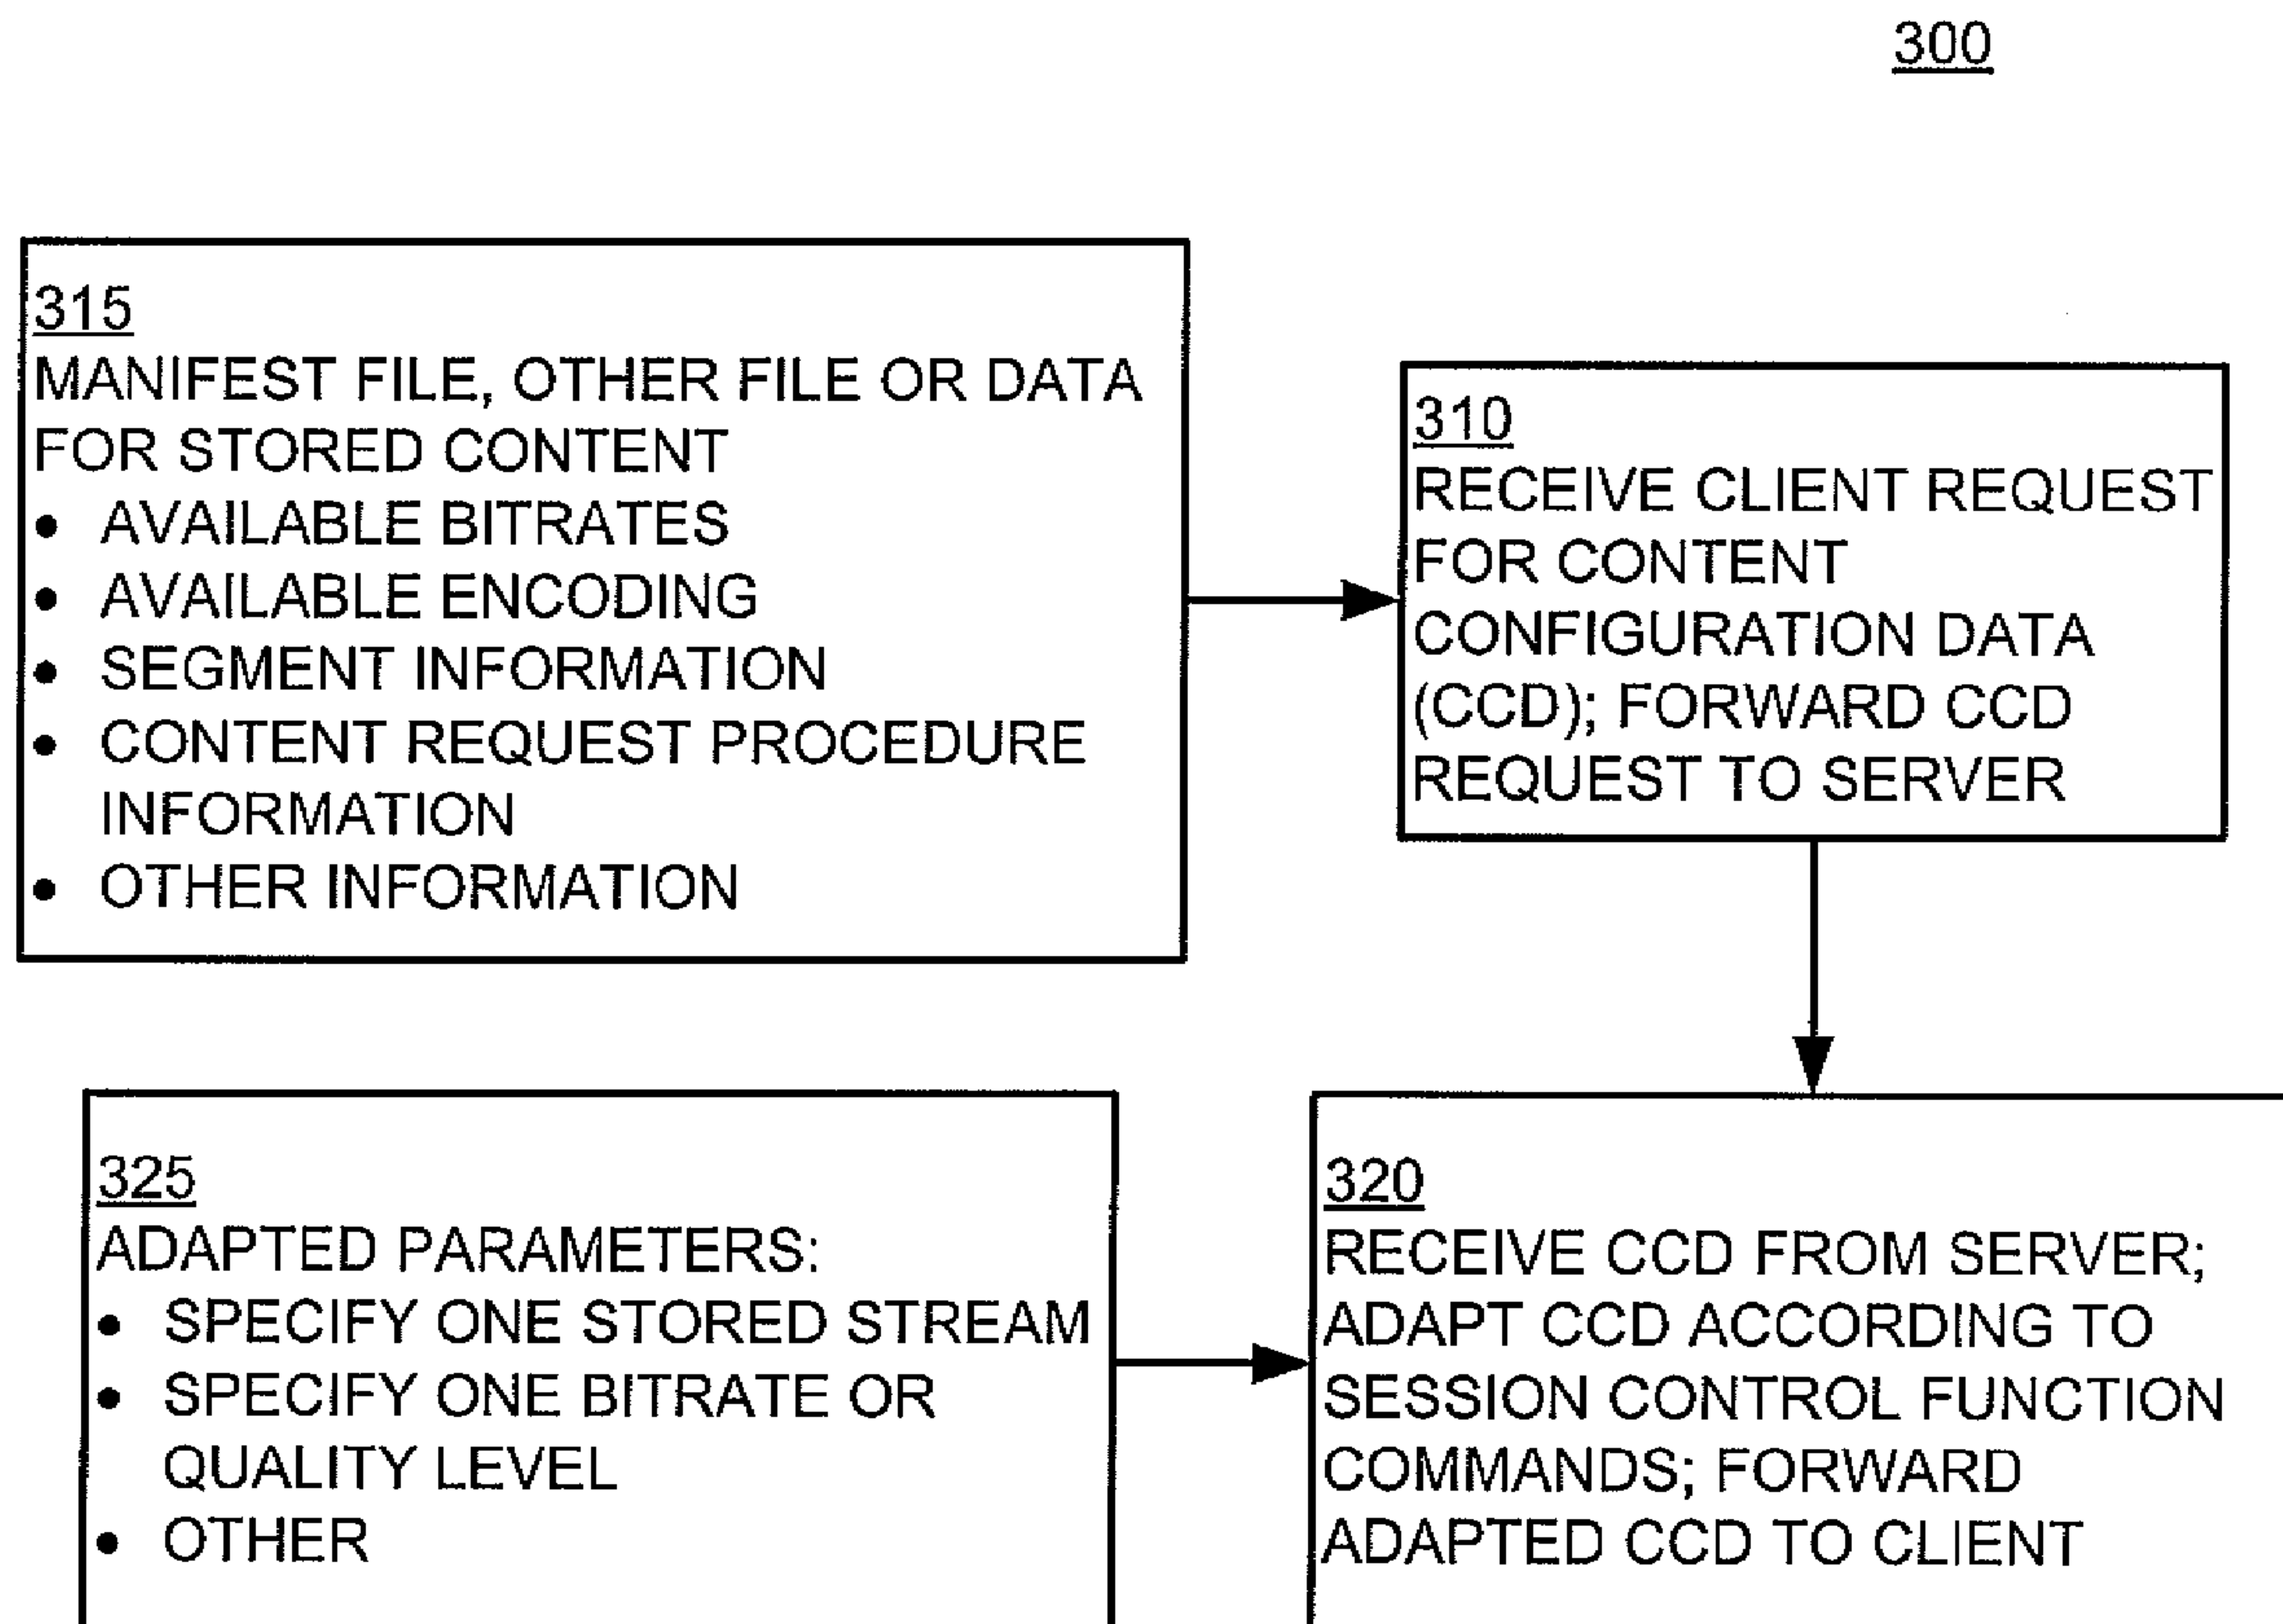 300
315
MANIFEST FILE, OTHER FILE OR DATA
FOR STORED CONTENT
• AVAILABLE BITRATES
• AVAILABLE ENCODING
• SEGMENT INFORMATION
• CONTENT REQUEST PROCEDURE
INFORMATION
• OTHER INFORMATION
310
RECEIVE CLIENT REQUEST
FOR CONTENT
CONFIGURATION DATA
(CCD); FORWARD CCD
REQUEST TO SERVER
325
ADAPTED PARAMETERS:
• SPECIFY ONE STORED STREAM
• SPECIFY ONE BITRATE OR
QUALITY LEVEL
• OTHER
320
RECEIVE CCD FROM SERVER;
ADAPT CCD ACCORDING TO
SESSION CONTROL FUNCTION
COMMANDS; FORWARD
ADAPTED CCD TO CLIENT